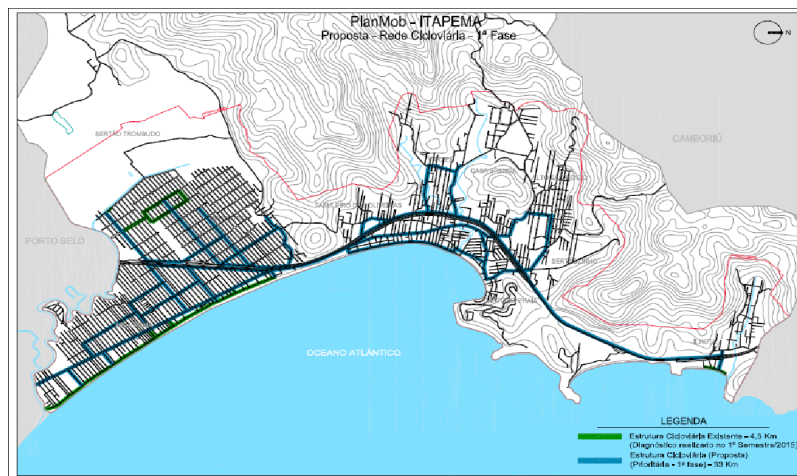 PlanMob - ITAPEMA
Proposta - Rede Cicloviária - 1ª Fase
N
SERTÃO TROMBUDO
CAMBORIÚ
PORTO BELO
OCEANO ATLÂNTICO
LEGENDA
Estrutura Cicloviária Existente - 4,5 Km
(Diagnóstico realizado no 1º Semestre/2015)
Estrutura Cicloviária (Proposta)
(Prioritária - 1ª fase) - 33 Km